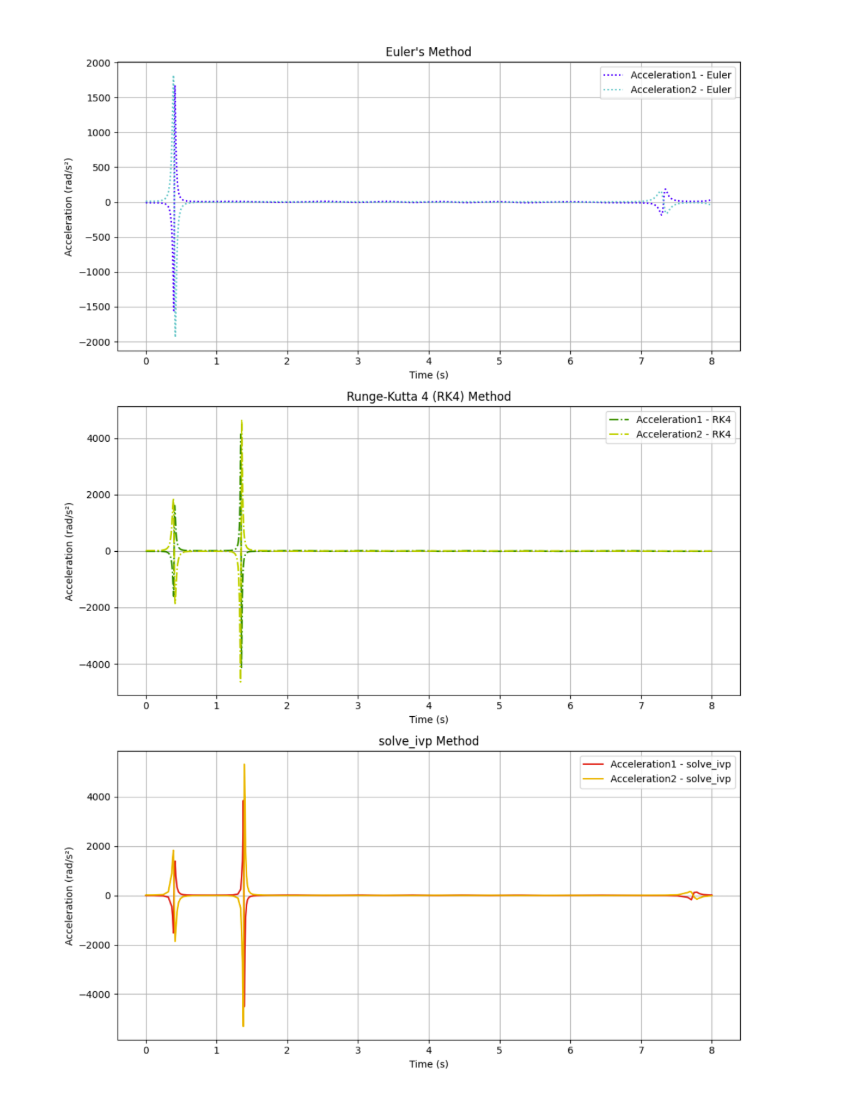 Euler's Method
2000
1500
1000
500
0
−500
−1000
−1500
−2000
Acceleration (rad/s²)
Acceleration1 - Euler
Acceleration2 - Euler
0 1 2 3 4 5 6 7 8
Time (s)
Runge-Kutta 4 (RK4) Method
4000
2000
0
−2000
−4000
Acceleration (rad/s²)
Acceleration1 - RK4
Acceleration2 - RK4
0 1 2 3 4 5 6 7 8
Time (s)
solve_ivp Method
4000
2000
0
−2000
−4000
Acceleration (rad/s²)
Acceleration1 - solve_ivp
Acceleration2 - solve_ivp
0 1 2 3 4 5 6 7 8
Time (s)